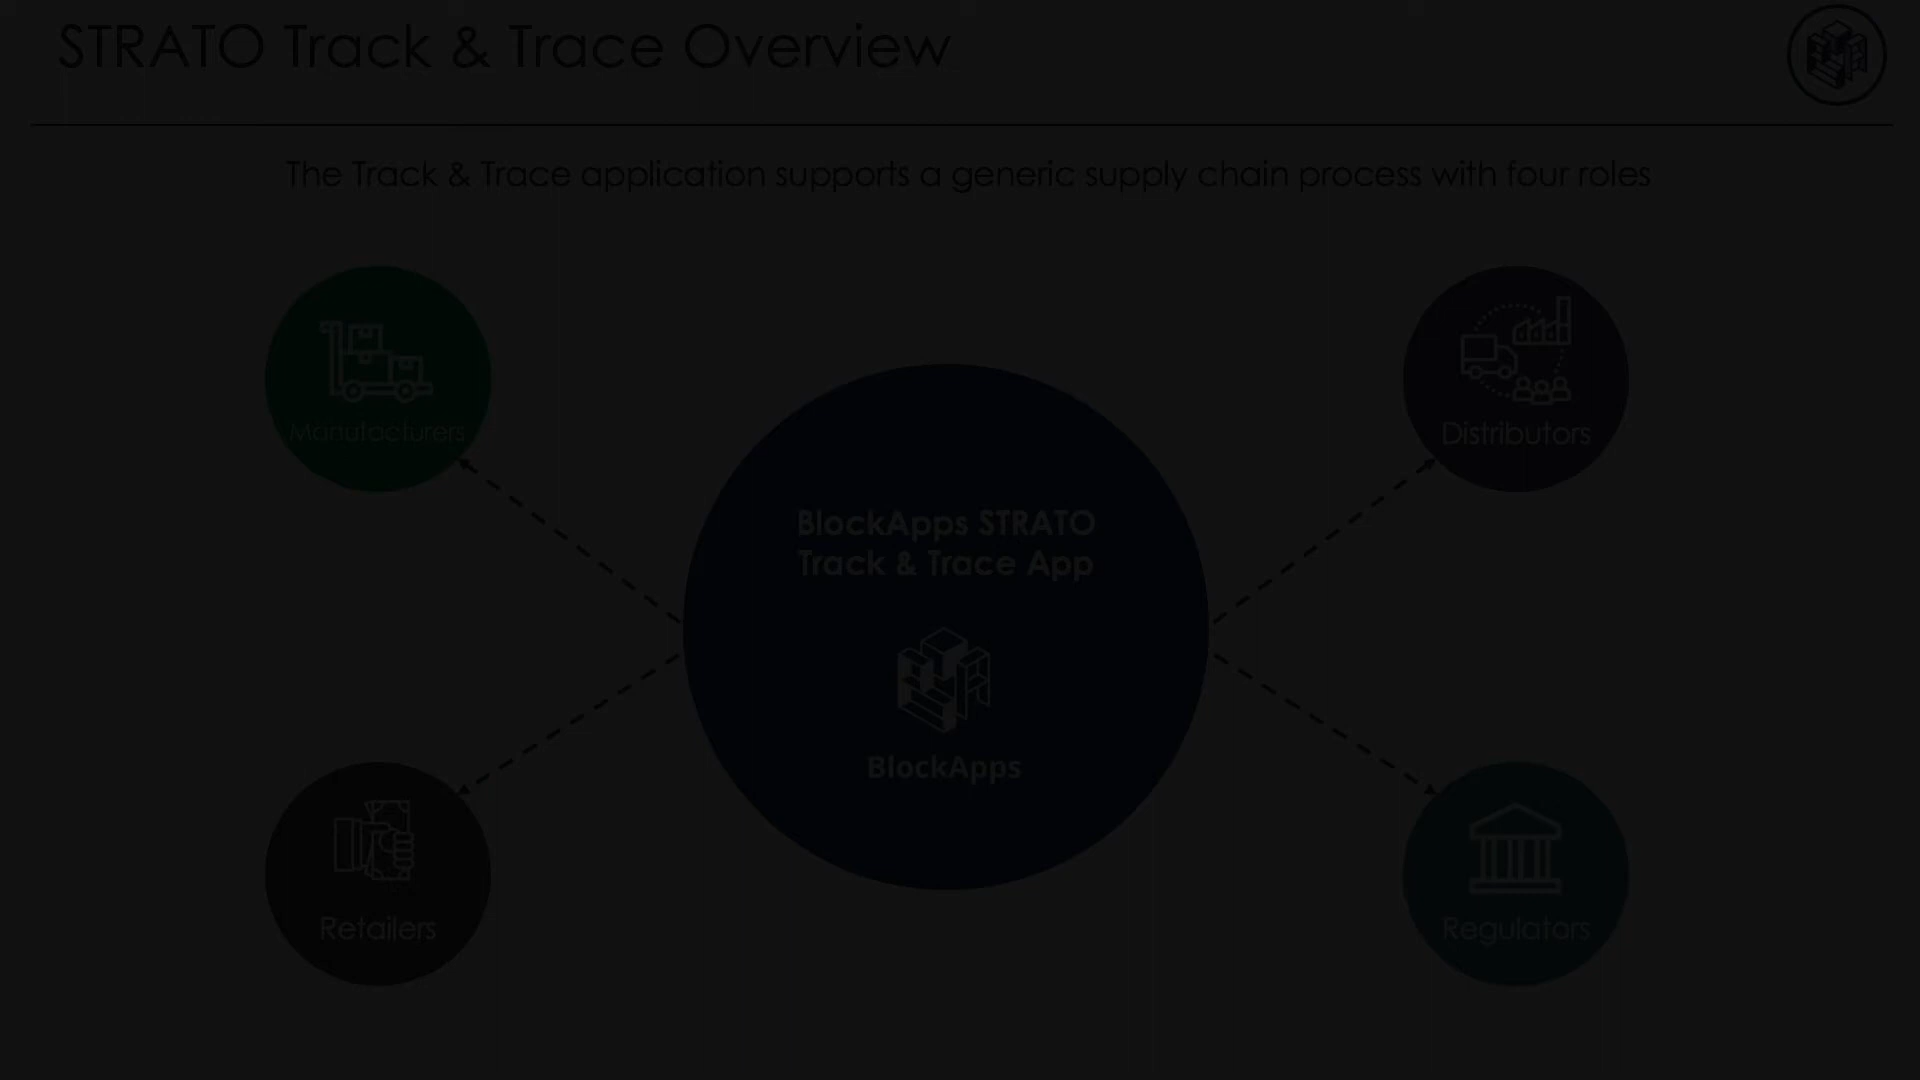 STRATO Track & Trace Overview
The Track & Trace application supports a generic supply chain process with four roles
Manufacturers
Distributors
BlockApps STRATO
Track & Trace App
BlockApps
Retailers
Regulators